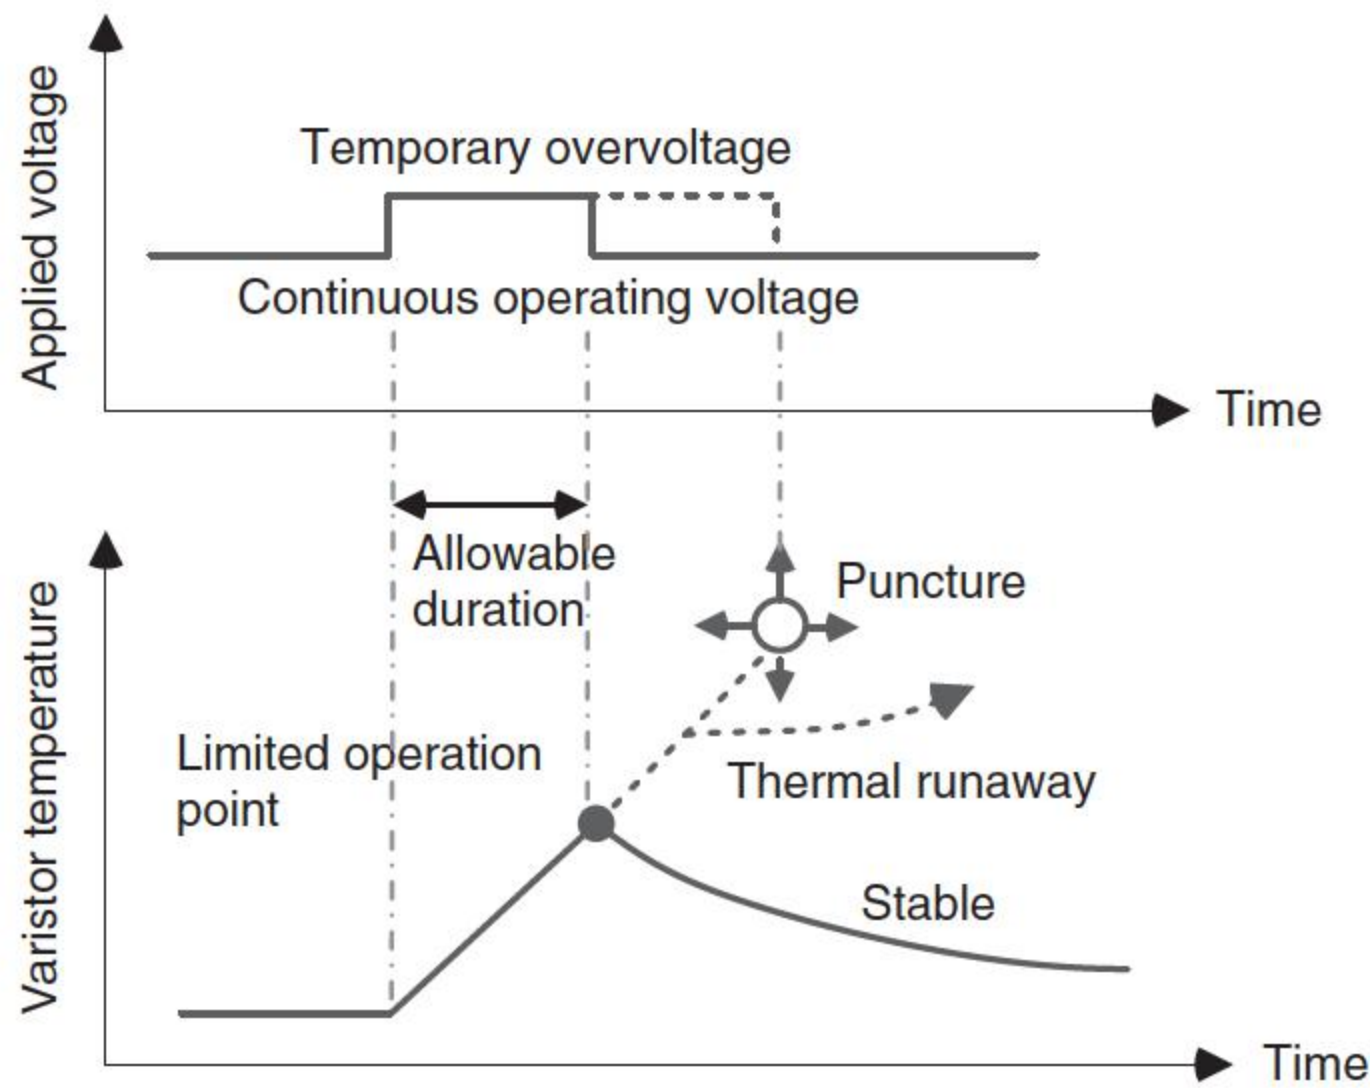 Applied voltage
Temporary overvoltage
Continuous operating voltage
Time
Allowable
duration
Puncture
Varistor temperature
Limited operation
point
Thermal runaway
Stable
Time